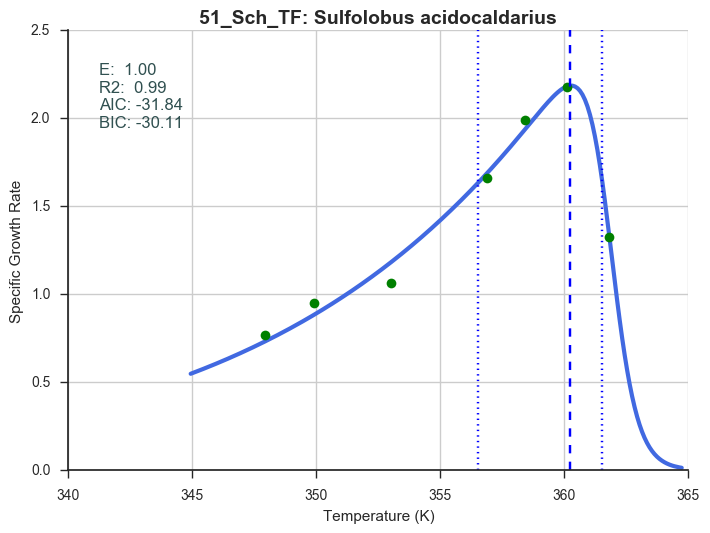 51_Sch_TF: Sulfolobus acidocaldarius
E:  1.00
R2:  0.99
AIC: -31.84
BIC: -30.11
Specific Growth Rate
2.5
2.0
1.5
1.0
0.5
0.0
340 345 350 355 360 365
Temperature (K)